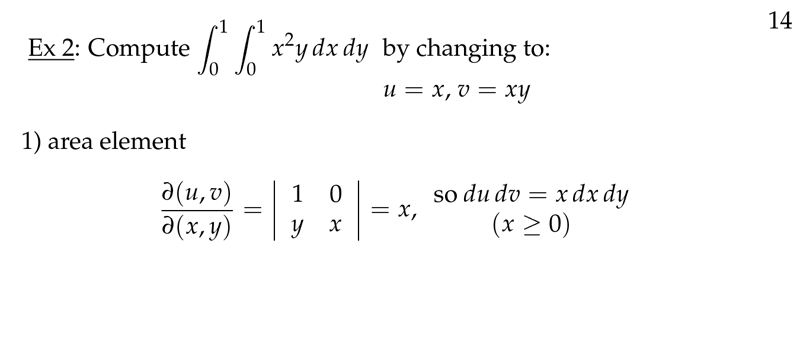 14
Ex 2: Compute ∫₀¹ ∫₀¹ x²y dx dy by changing to:
u = x, v = xy
1) area element
∂(u, v)/∂(x, y) = | 1 0 ; y x | = x, so du dv = x dx dy
(x ≥ 0)